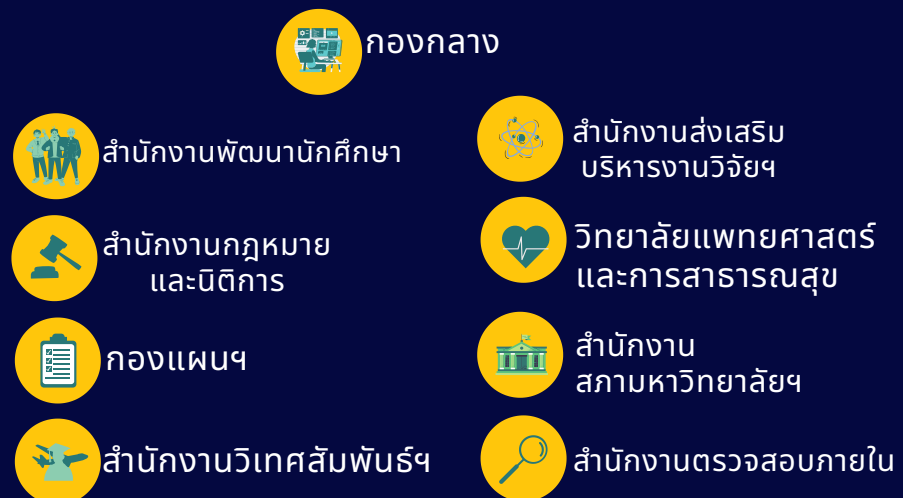 กองกลาง
สำนักงานพัฒนานักศึกษา
สำนักงานกฎหมาย
และนิติการ
กองแผนฯ
สำนักงานวิเทศสัมพันธ์ฯ
สำนักงานส่งเสริม
บริหารงานวิจัยฯ
วิทยาลัยแพทยศาสตร์
และการสาธารณสุข
สำนักงาน
สภามหาวิทยาลัยฯ
สำนักงานตรวจสอบภายใน